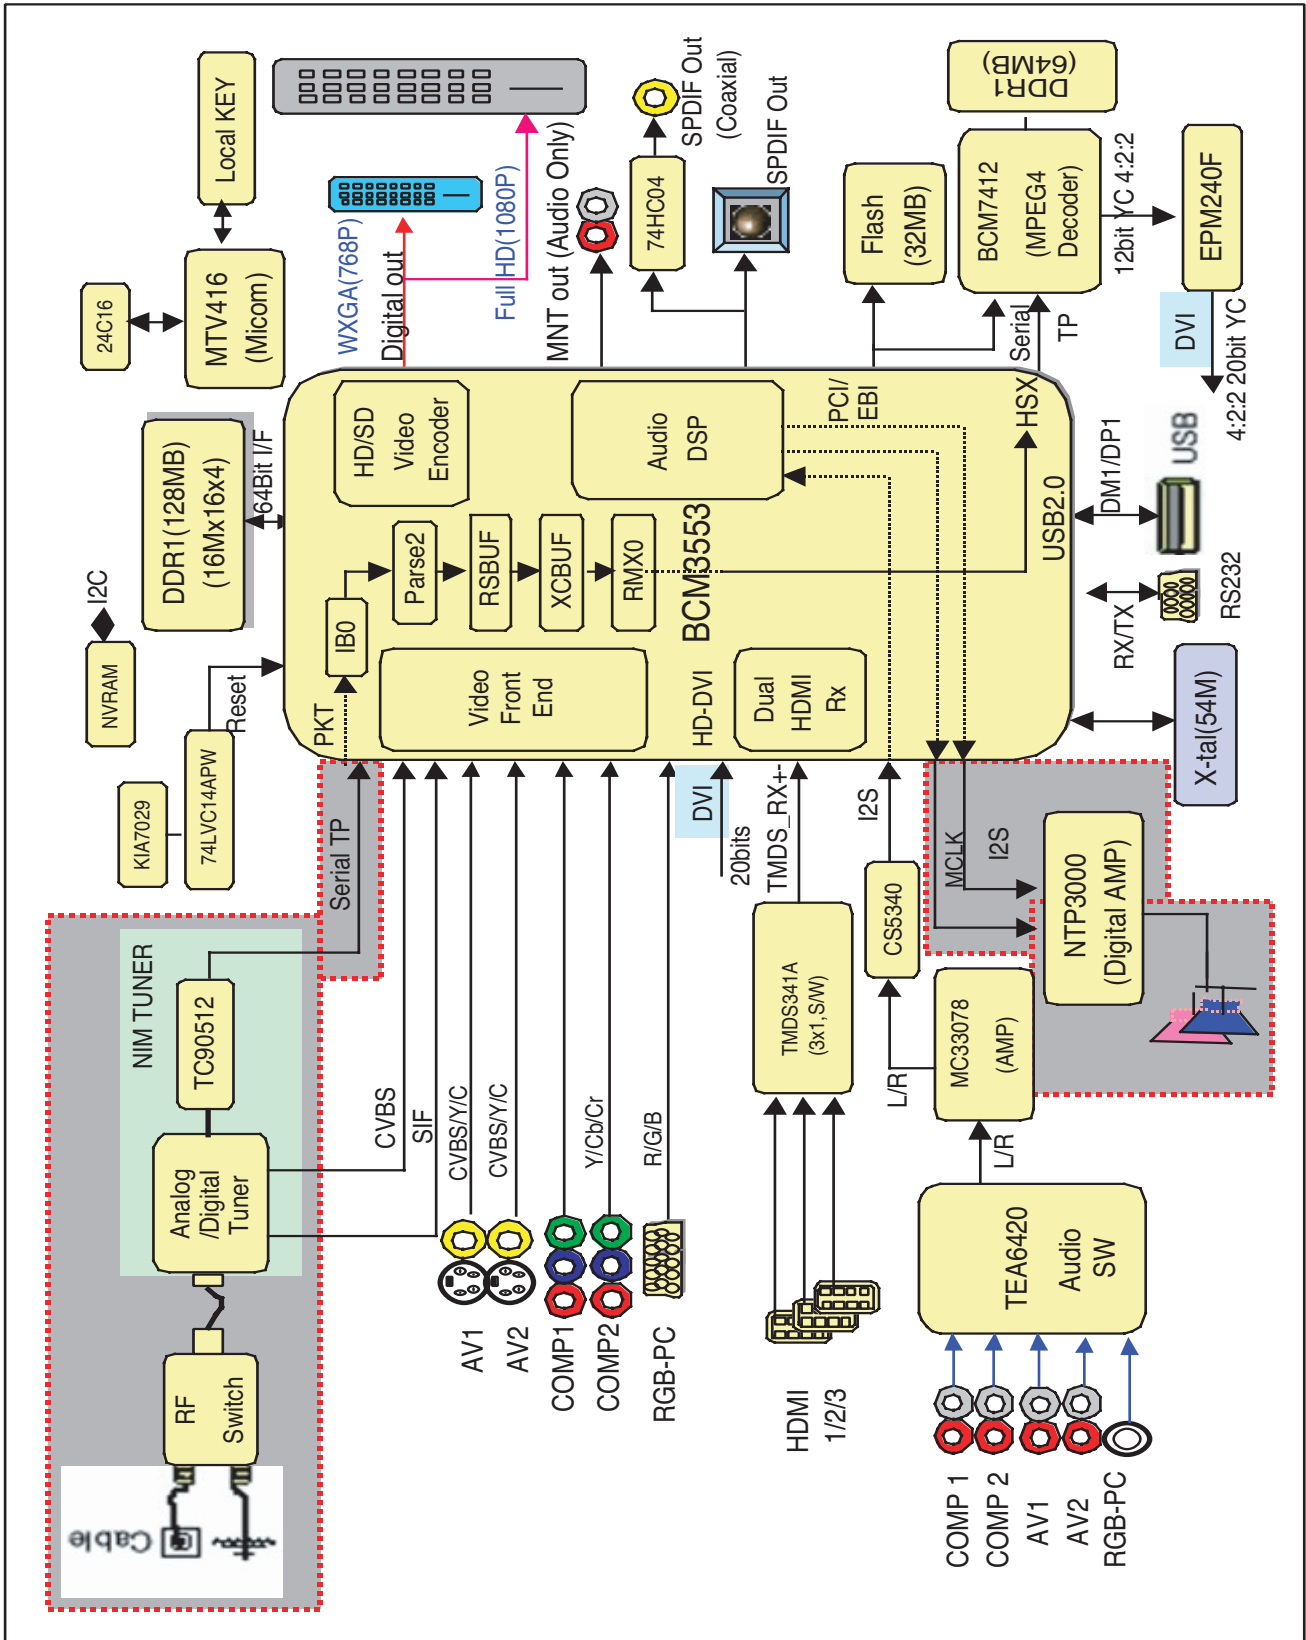 Cable
RF
Switch
NIM TUNER
Analog
/Digital
Tuner
TC90512
Serial TP
CVBS
SIF
CVBS/Y/C
CVBS/Y/C
Y/Cb/Cr
R/G/B
AV1
AV2
COMP1
COMP2
RGB-PC
HDMI
1/2/3
TMDS341A
(3x1, S/W)
TMDS_RX+-
DVI
20bits
COMP 1
COMP 2
AV1
AV2
RGB-PC
TEA6420
Audio
SW
L/R
MC33078
(AMP)
L/R
CS5340
I2S
MCLK
I2S
NTP3000
(Digital AMP)
KIA7029
74LVC14APW
Reset
NVRAM
I2C
DDR1(128MB)
(16Mx16x4)
64Bit I/F
24C16
MTV416
(Micom)
Local KEY
PKT
IB0
Parse2
RSBUF
XCBUF
RMX0
HD/SD
Video
Encoder
Video
Front
End
HD-DVI
BCM3553
Dual
HDMI
Rx
Audio
DSP
PCI/
EBI
HSX
USB2.0
WXGA(768P)
Digital out
Full HD(1080P)
MNT out (Audio Only)
74HC04
SPDIF Out
(Coaxial)
SPDIF Out
Flash
(32MB)
Serial
TP
BCM7412
(MPEG4
Decoder)
DDR1
(64MB)
12bit YC 4:2:2
EPM240F
DVI
4:2:2 20bit YC
DM1/DP1
USB
RX/TX
RS232
X-tal(54M)